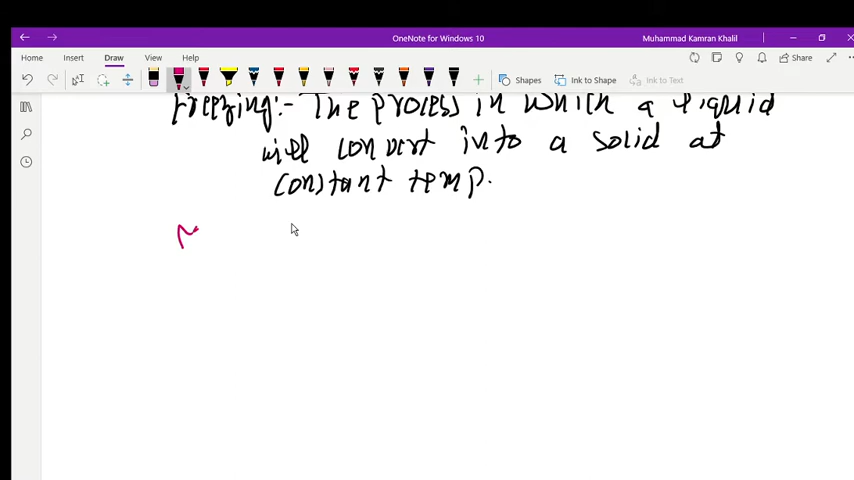 OneNote for Windows 10
Muhammad Kamran Khalil
Home Insert Draw View Help
Share
Shapes Ink to Shape Ink to Text
Freezing:- The process in which a liquid
will convert into a solid at
constant temp.